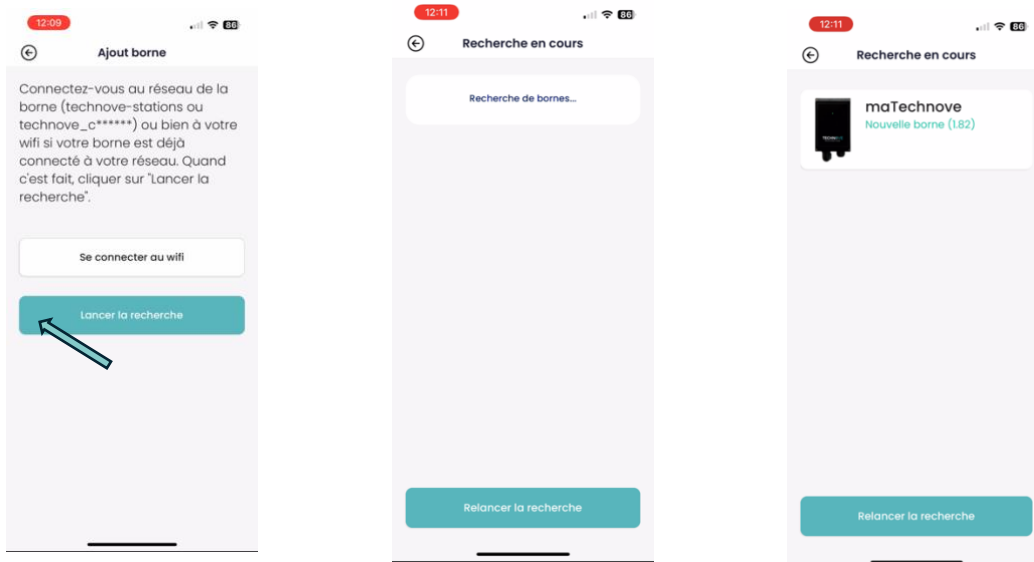 12:09
86
Ajout borne
Connectez-vous au réseau de la
borne (technove-stations ou
technove_c******) ou bien à votre
wifi si votre borne est déjà
connecté à votre réseau. Quand
c'est fait, cliquer sur "Lancer la
recherche".
Se connecter au wifi
Lancer la recherche
12:11
86
Recherche en cours
Recherche de bornes...
Relancer la recherche
12:11
86
Recherche en cours
maTechnove
Nouvelle borne (1.82)
Relancer la recherche